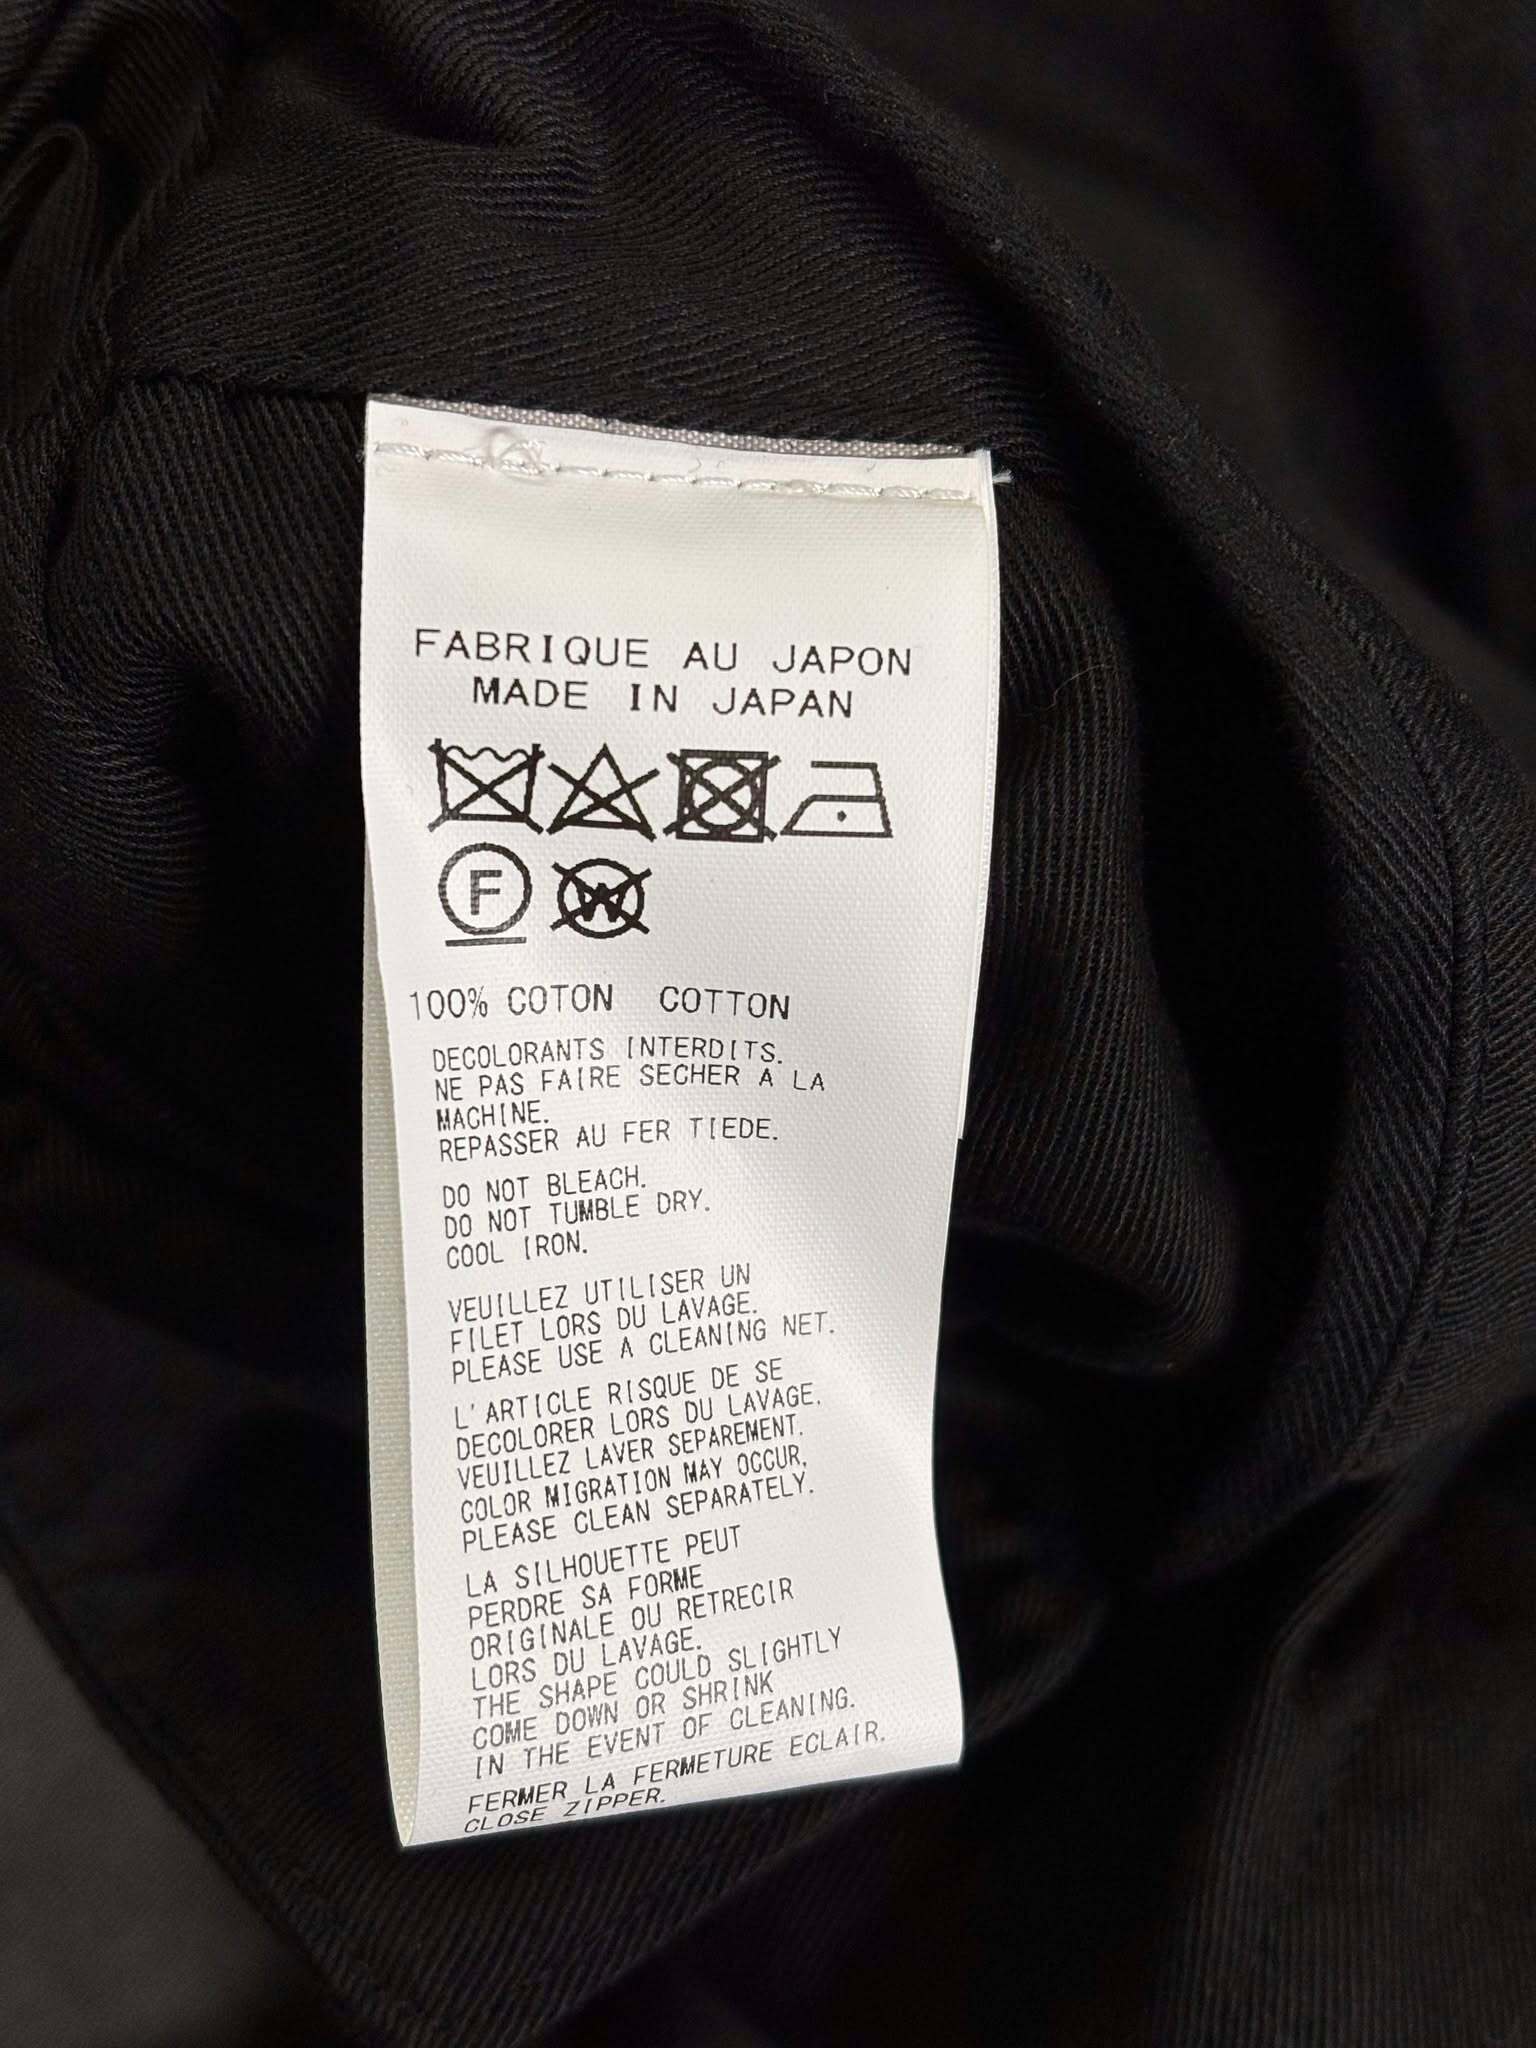 FABRIQUE AU JAPON
MADE IN JAPAN
F
W
100% COTON COTTON
DECOLORANTS INTERDITS.
NE PAS FAIRE SECHER A LA
MACHINE.
REPASSER AU FER TIEDE.
DO NOT BLEACH.
DO NOT TUMBLE DRY.
COOL IRON.
VEUILLEZ UTILISER UN
FILET LORS DU LAVAGE.
PLEASE USE A CLEANING NET.
L'ARTICLE RISQUE DE SE
DECOLORER LORS DU LAVAGE.
VEUILLEZ LAVER SEPAREMENT.
COLOR MIGRATION MAY OCCUR,
PLEASE CLEAN SEPARATELY.
LA SILHOUETTE PEUT
PERDRE SA FORME
ORIGINALE OU RETRECIR
LORS DU LAVAGE.
THE SHAPE COULD SLIGHTLY
COME DOWN OR SHRINK
IN THE EVENT OF CLEANING.
FERMER LA FERMETURE ECLAIR.
CLOSE ZIPPER.